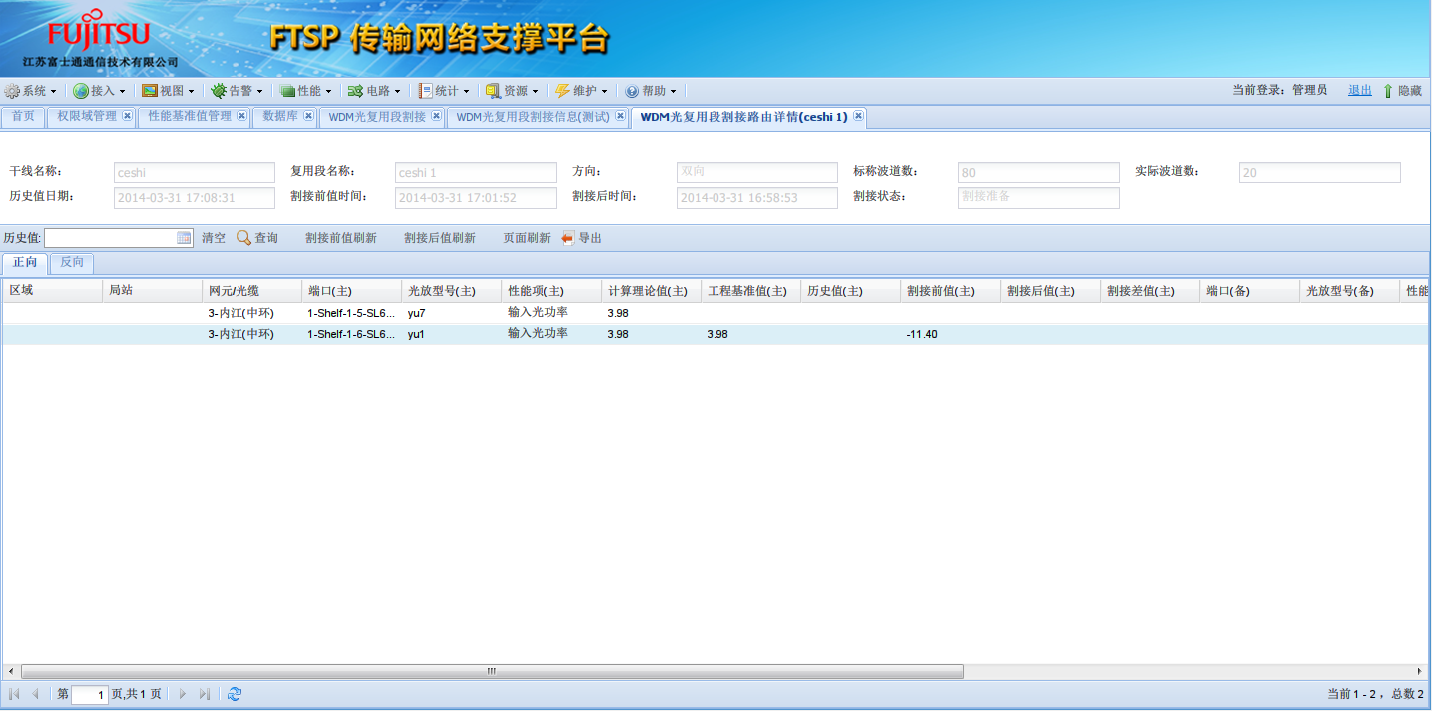 FUJITSU
江苏富士通通信技术有限公司
FTSP 传输网络支撑平台
系统 接入 视图 告警 性能 电路 统计 资源 维护 帮助 当前登录: 管理员 退出 隐藏
首页 权限域管理 性能基准值管理 数据库 WDM光复用段割接 WDM光复用段割接信息(测试) WDM光复用段割接路由详情(ceshi 1)
干线名称: ceshi 复用段名称: ceshi 1 方向: 双向 标称波道数: 80 实际波道数: 20
历史值日期: 2014-03-31 17:08:31 割接前值时间: 2014-03-31 17:01:52 割接后时间: 2014-03-31 16:58:53 割接状态: 割接准备
历史值: 清空 查询 割接前值刷新 割接后值刷新 页面刷新 导出
正向 反向
区域 局站 网元/光缆 端口(主) 光放型号(主) 性能项(主) 计算理论值(主) 工程基准值(主) 历史值(主) 割接前值(主) 割接后值(主) 割接差值(主) 端口(备) 光放型号(备) 性能
3-内江(中环) 1-Shelf-1-5-SL6... yu7 输入光功率 3.98
3-内江(中环) 1-Shelf-1-6-SL6... yu1 输入光功率 3.98 3.98 -11.40
第 1 页,共 1 页 当前 1 - 2 ，总数 2